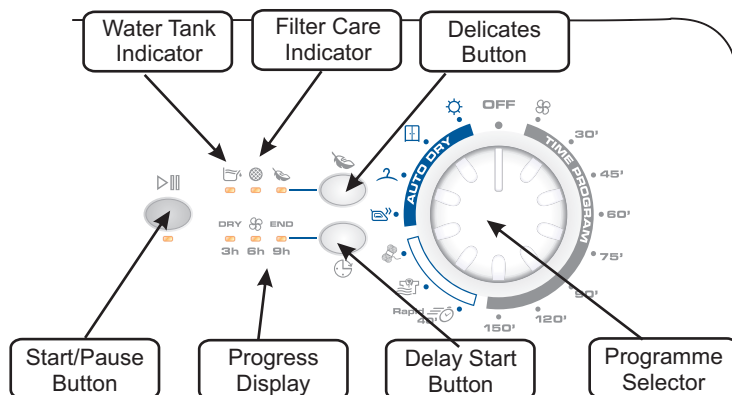 Water Tank
Indicator
Filter Care
Indicator
Delicates
Button
OFF
AUTO DRY
TIME PROGRAM
30'
45'
60'
75'
90'
120'
150'
Rapid
40'
DRY END
3h 6h 9h
Start/Pause
Button
Progress
Display
Delay Start
Button
Programme
Selector